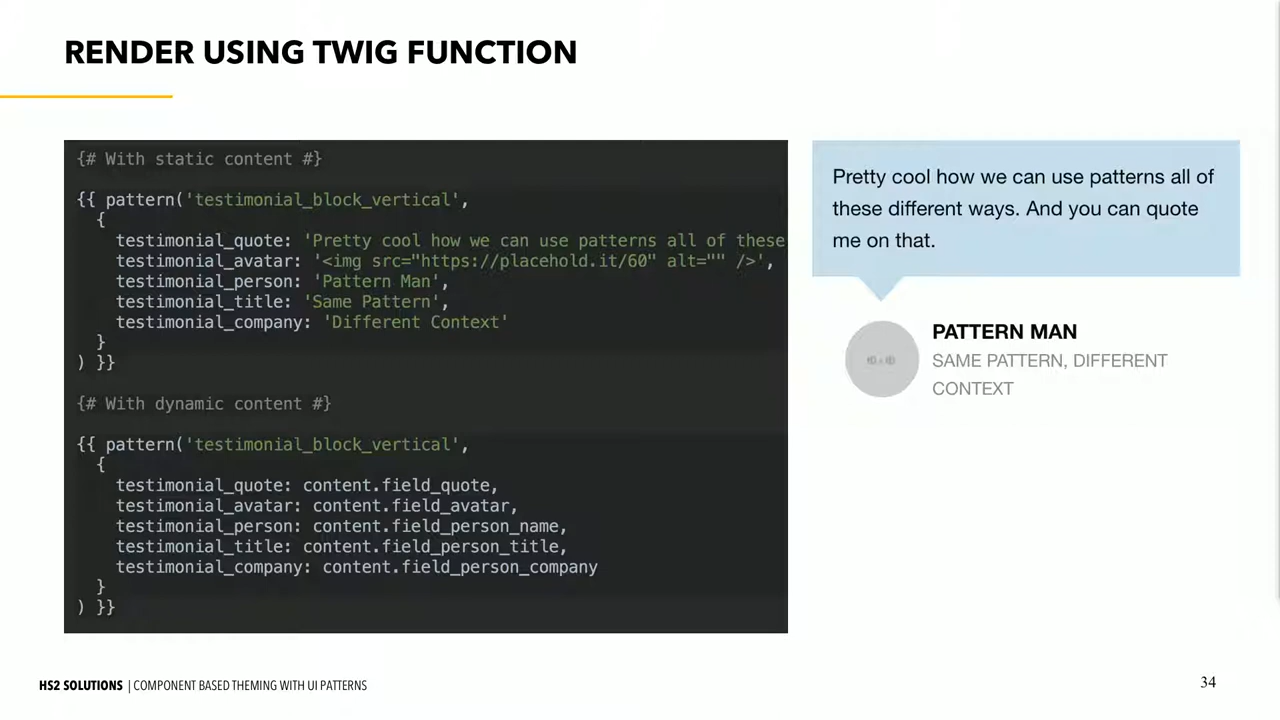 RENDER USING TWIG FUNCTION
{# With static content #}
{{ pattern('testimonial_block_vertical',
{
testimonial_quote: 'Pretty cool how we can use patterns all of these
testimonial_avatar: '<img src="https://placehold.it/60" alt="" />',
testimonial_person: 'Pattern Man',
testimonial_title: 'Same Pattern',
testimonial_company: 'Different Context'
}
) }}
{# With dynamic content #}
{{ pattern('testimonial_block_vertical',
{
testimonial_quote: content.field_quote,
testimonial_avatar: content.field_avatar,
testimonial_person: content.field_person_name,
testimonial_title: content.field_person_title,
testimonial_company: content.field_person_company
}
) }}
Pretty cool how we can use patterns all of
these different ways. And you can quote
me on that.
PATTERN MAN
SAME PATTERN, DIFFERENT
CONTEXT
HS2 SOLUTIONS | COMPONENT BASED THEMING WITH UI PATTERNS
34